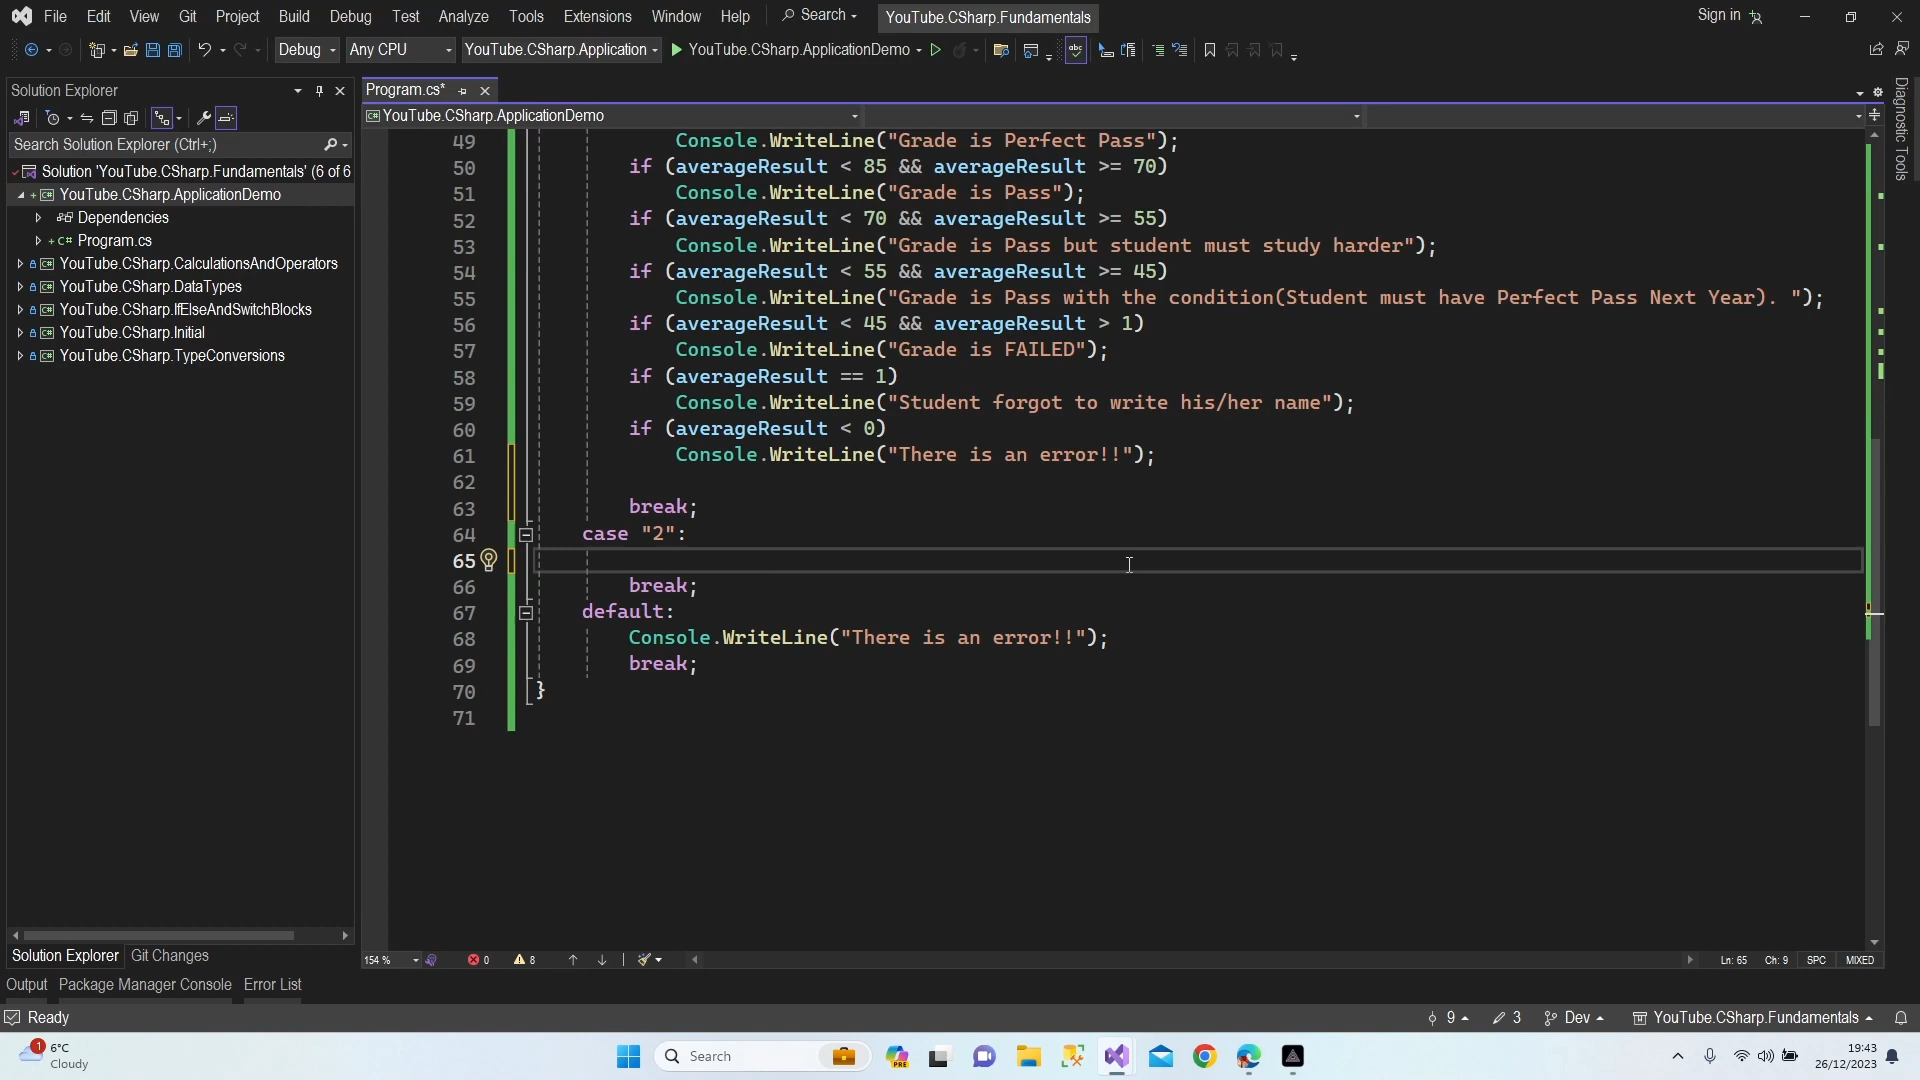 File Edit View Git Project Build Debug Test Analyze Tools Extensions Window Help Search YouTube.CSharp.Fundamentals Sign in
Debug Any CPU YouTube.CSharp.Application YouTube.CSharp.ApplicationDemo
Solution Explorer
Search Solution Explorer (Ctrl+;)
Solution 'YouTube.CSharp.Fundamentals' (6 of 6
YouTube.CSharp.ApplicationDemo
Dependencies
C# Program.cs
YouTube.CSharp.CalculationsAndOperators
YouTube.CSharp.DataTypes
YouTube.CSharp.IfElseAndSwitchBlocks
YouTube.CSharp.Initial
YouTube.CSharp.TypeConversions
Solution Explorer Git Changes
Program.cs*
YouTube.CSharp.ApplicationDemo
49 Console.WriteLine("Grade is Perfect Pass");
50 if (averageResult < 85 && averageResult >= 70)
51 Console.WriteLine("Grade is Pass");
52 if (averageResult < 70 && averageResult >= 55)
53 Console.WriteLine("Grade is Pass but student must study harder");
54 if (averageResult < 55 && averageResult >= 45)
55 Console.WriteLine("Grade is Pass with the condition(Student must have Perfect Pass Next Year). ");
56 if (averageResult < 45 && averageResult > 1)
57 Console.WriteLine("Grade is FAILED");
58 if (averageResult == 1)
59 Console.WriteLine("Student forgot to write his/her name");
60 if (averageResult < 0)
61 Console.WriteLine("There is an error!!");
62
63 break;
64 case "2":
65
66 break;
67 default:
68 Console.WriteLine("There is an error!!");
69 break;
70 }
71
154 % 0 8 Ln: 65 Ch: 9 SPC MIXED
Diagnostic Tools
Output Package Manager Console Error List
Ready 9 3 Dev YouTube.CSharp.Fundamentals
1
6°C
Cloudy
Search
PRE
19:43
26/12/2023